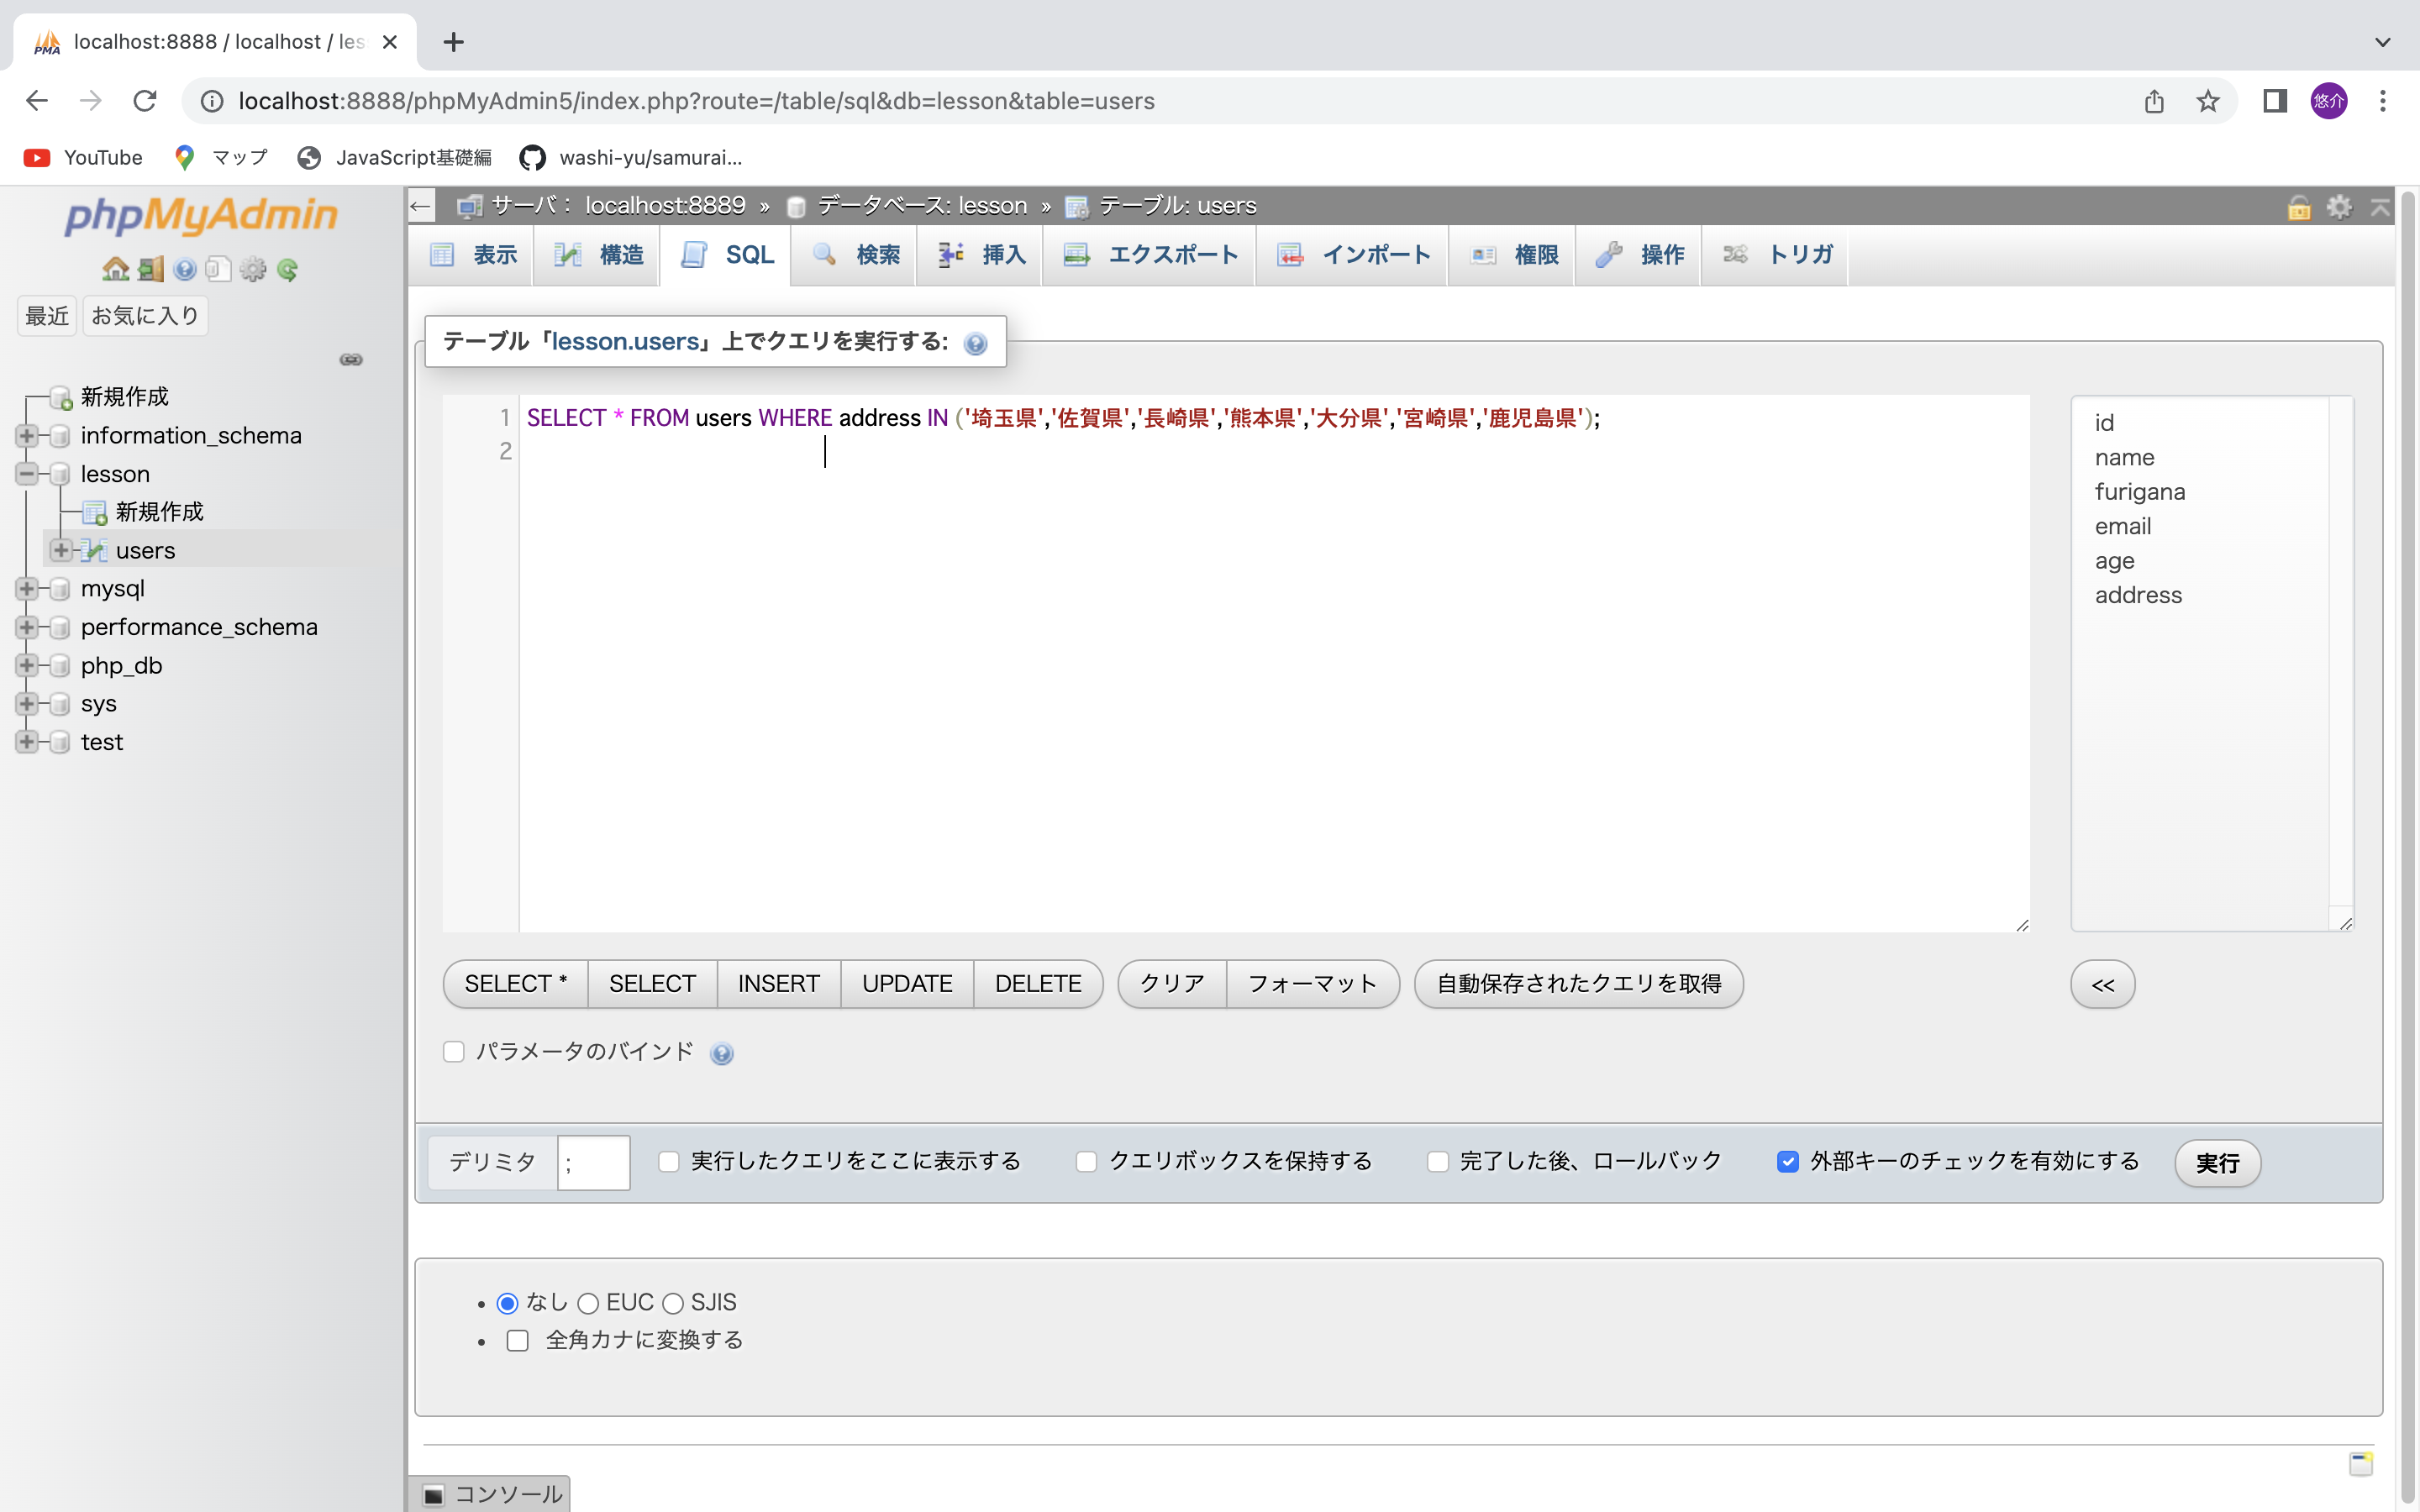 localhost:8888 / localhost / les
localhost:8888/phpMyAdmin5/index.php?route=/table/sql&db=lesson&table=users
悠介
YouTube マップ JavaScript基礎編 washi-yu/samurai...
phpMyAdmin
最近 お気に入り
新規作成
information_schema
lesson
新規作成
users
mysql
performance_schema
php_db
sys
test
サーバ： localhost:8889 » データベース: lesson » テーブル: users
表示 構造 SQL 検索 挿入 エクスポート インポート 権限 操作 トリガ
テーブル「lesson.users」上でクエリを実行する:
1 SELECT * FROM users WHERE address IN ('埼玉県','佐賀県','長崎県','熊本県','大分県','宮崎県','鹿児島県');
2
id
name
furigana
email
age
address
SELECT * SELECT INSERT UPDATE DELETE クリア フォーマット 自動保存されたクエリを取得 <<
パラメータのバインド
デリミタ ; 実行したクエリをここに表示する クエリボックスを保持する 完了した後、ロールバック 外部キーのチェックを有効にする 実行
なし EUC SJIS
全角カナに変換する
コンソール